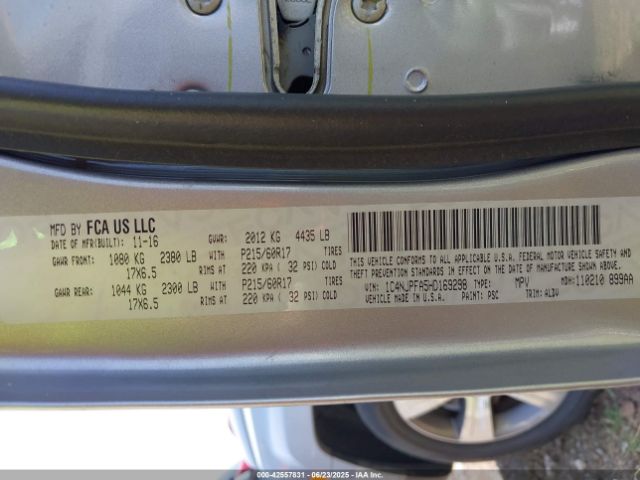 MFD BY FCA US LLC
DATE OF MFR(BUILT): 11-16 GVWR: 2012 KG 4435 LB
GAWR FRONT: 1080 KG 2380 LB WITH P215/60R17 TIRES
17X6.5 RIMS AT 220 KPA ( 32 PSI) COLD
GAWR REAR: 1044 KG 2300 LB WITH P215/60R17 TIRES
17X6.5 RIMS AT 220 KPA ( 32 PSI) COLD
THIS VEHICLE CONFORMS TO ALL APPLICABLE U.S.A. FEDERAL MOTOR VEHICLE SAFETY AND
THEFT PREVENTION STANDARDS IN EFFECT ON THE DATE OF MANUFACTURE SHOWN ABOVE.
VIN: 1C4NJPFA5HD169298 TYPE: MPV MDH: 110210 899AA
MADE IN U.S.A. PAINT: PSC TRIM: ALDV
000-42557831 - 06/23/2025 - IAA Inc.